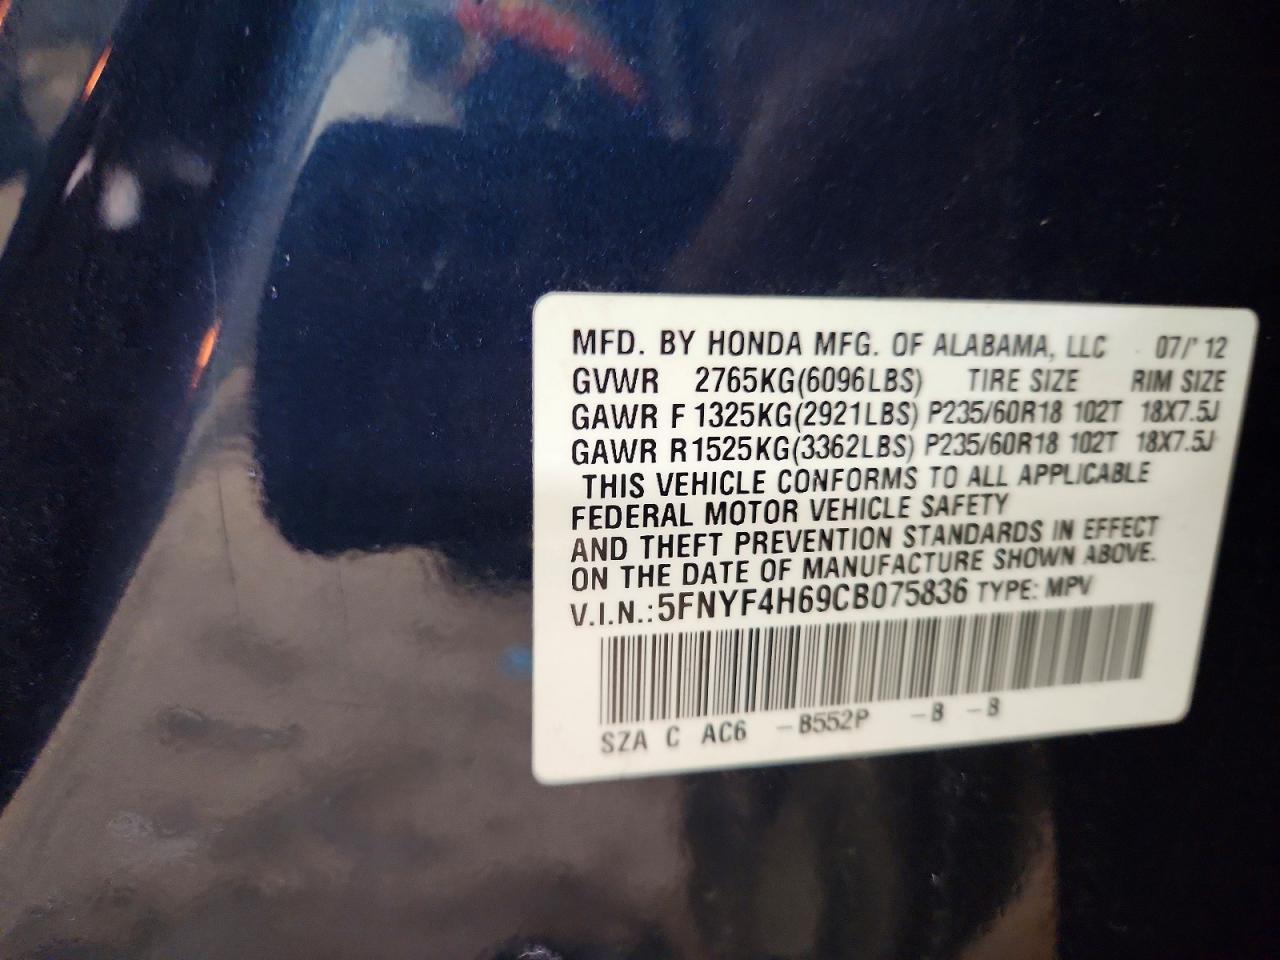 MFD. BY HONDA MFG. OF ALABAMA, LLC 07/'12
GVWR 2765KG(6096LBS) TIRE SIZE RIM SIZE
GAWR F 1325KG(2921LBS) P235/60R18 102T 18X7.5J
GAWR R 1525KG(3362LBS) P235/60R18 102T 18X7.5J
THIS VEHICLE CONFORMS TO ALL APPLICABLE
FEDERAL MOTOR VEHICLE SAFETY
AND THEFT PREVENTION STANDARDS IN EFFECT
ON THE DATE OF MANUFACTURE SHOWN ABOVE.
V.I.N.: 5FNYF4H69CB075836 TYPE: MPV
SZA C AC6 -B552P -B -B